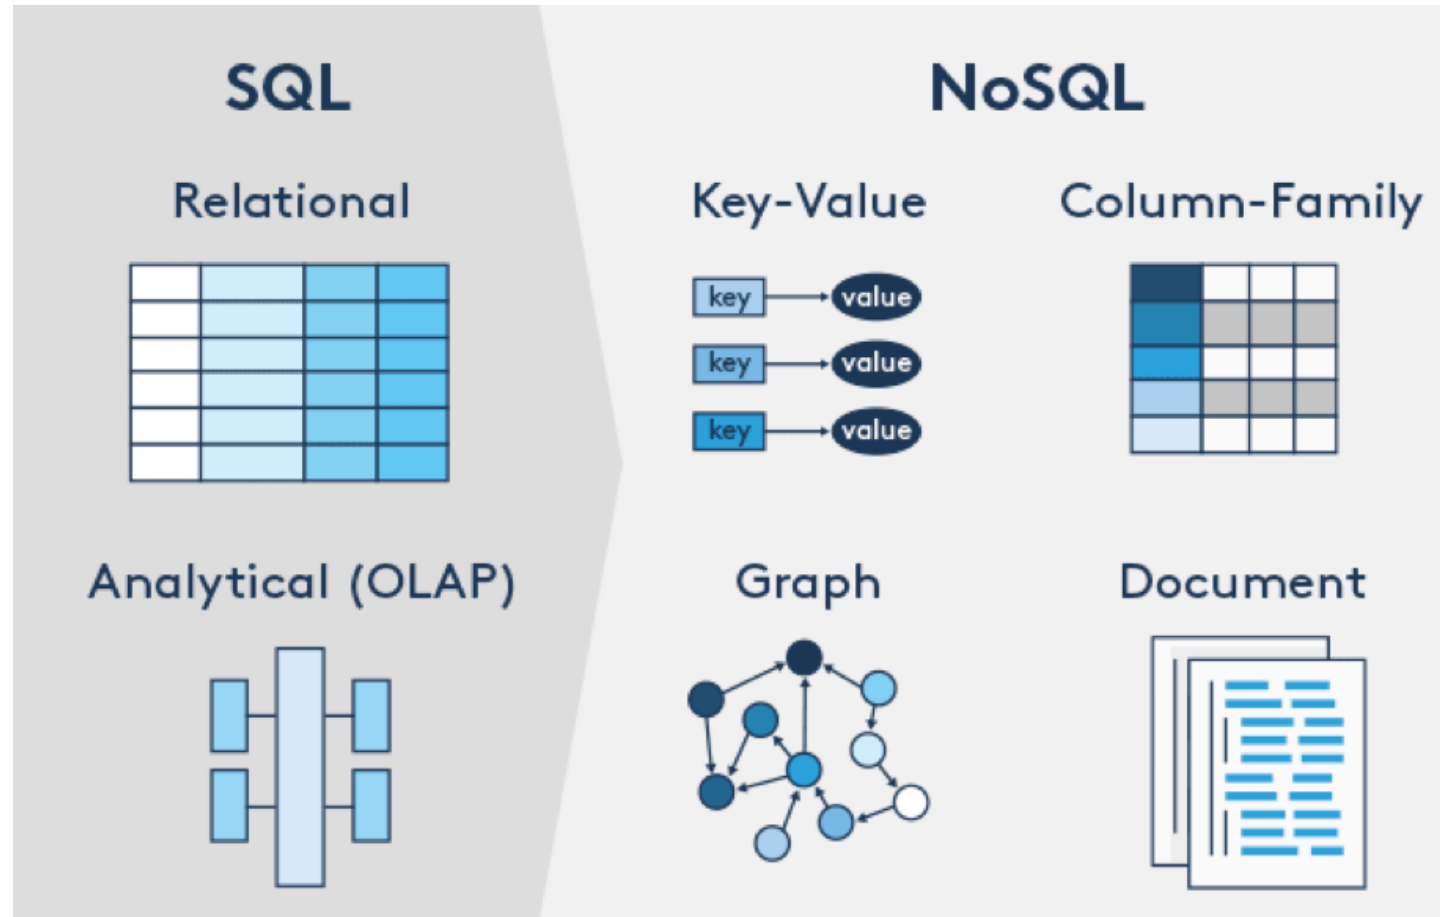 SQL
Relational
Analytical (OLAP)
NoSQL
Key-Value
key value
key value
key value
Column-Family
Graph
Document